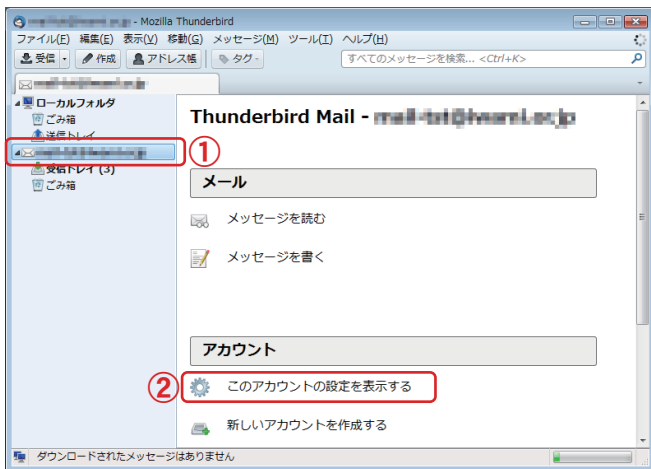 - Mozilla Thunderbird
ファイル(F) 編集(E) 表示(V) 移動(G) メッセージ(M) ツール(T) ヘルプ(H)
受信 作成 アドレス帳 タグ すべてのメッセージを検索... <Ctrl+K>
ローカルフォルダ
ごみ箱
送信トレイ
①
受信トレイ (3)
ごみ箱
Thunderbird Mail -
メール
メッセージを読む
メッセージを書く
アカウント
② このアカウントの設定を表示する
新しいアカウントを作成する
ダウンロードされたメッセージはありません